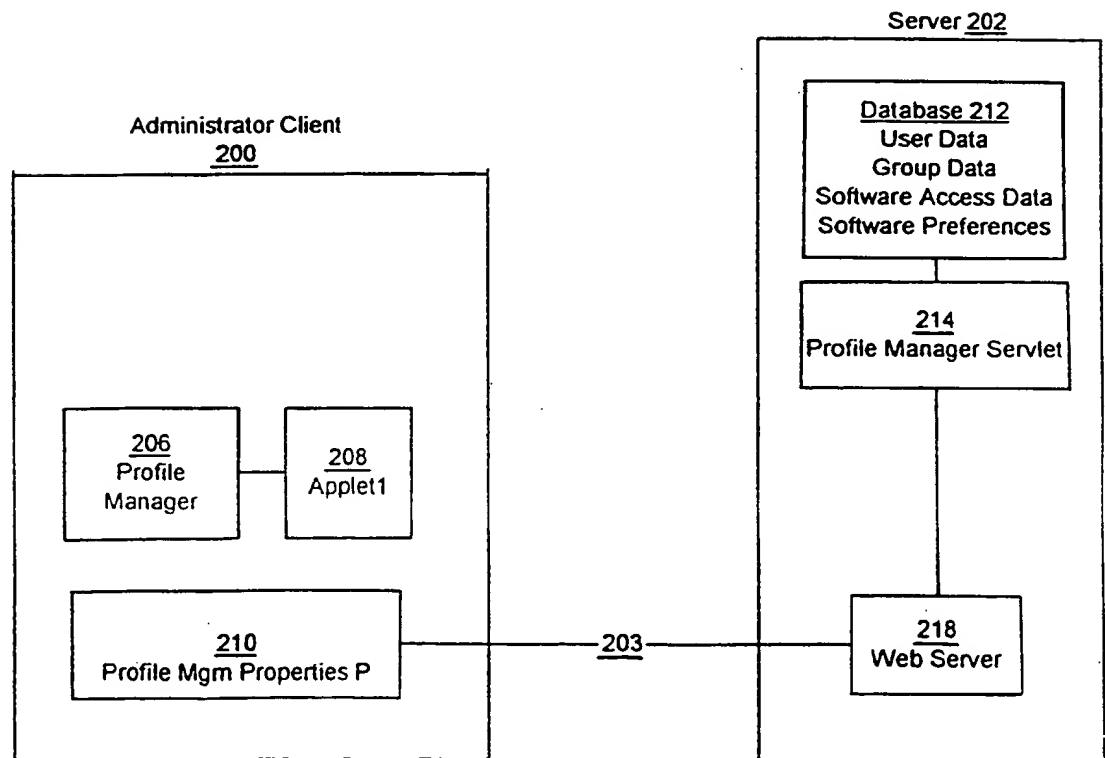 Server 202
Database 212
User Data
Group Data
Software Access Data
Software Preferences
Administrator Client
200
214
Profile Manager Servlet
206
Profile
Manager
208
Applet1
210
Profile Mgm Properties P
203
218
Web Server